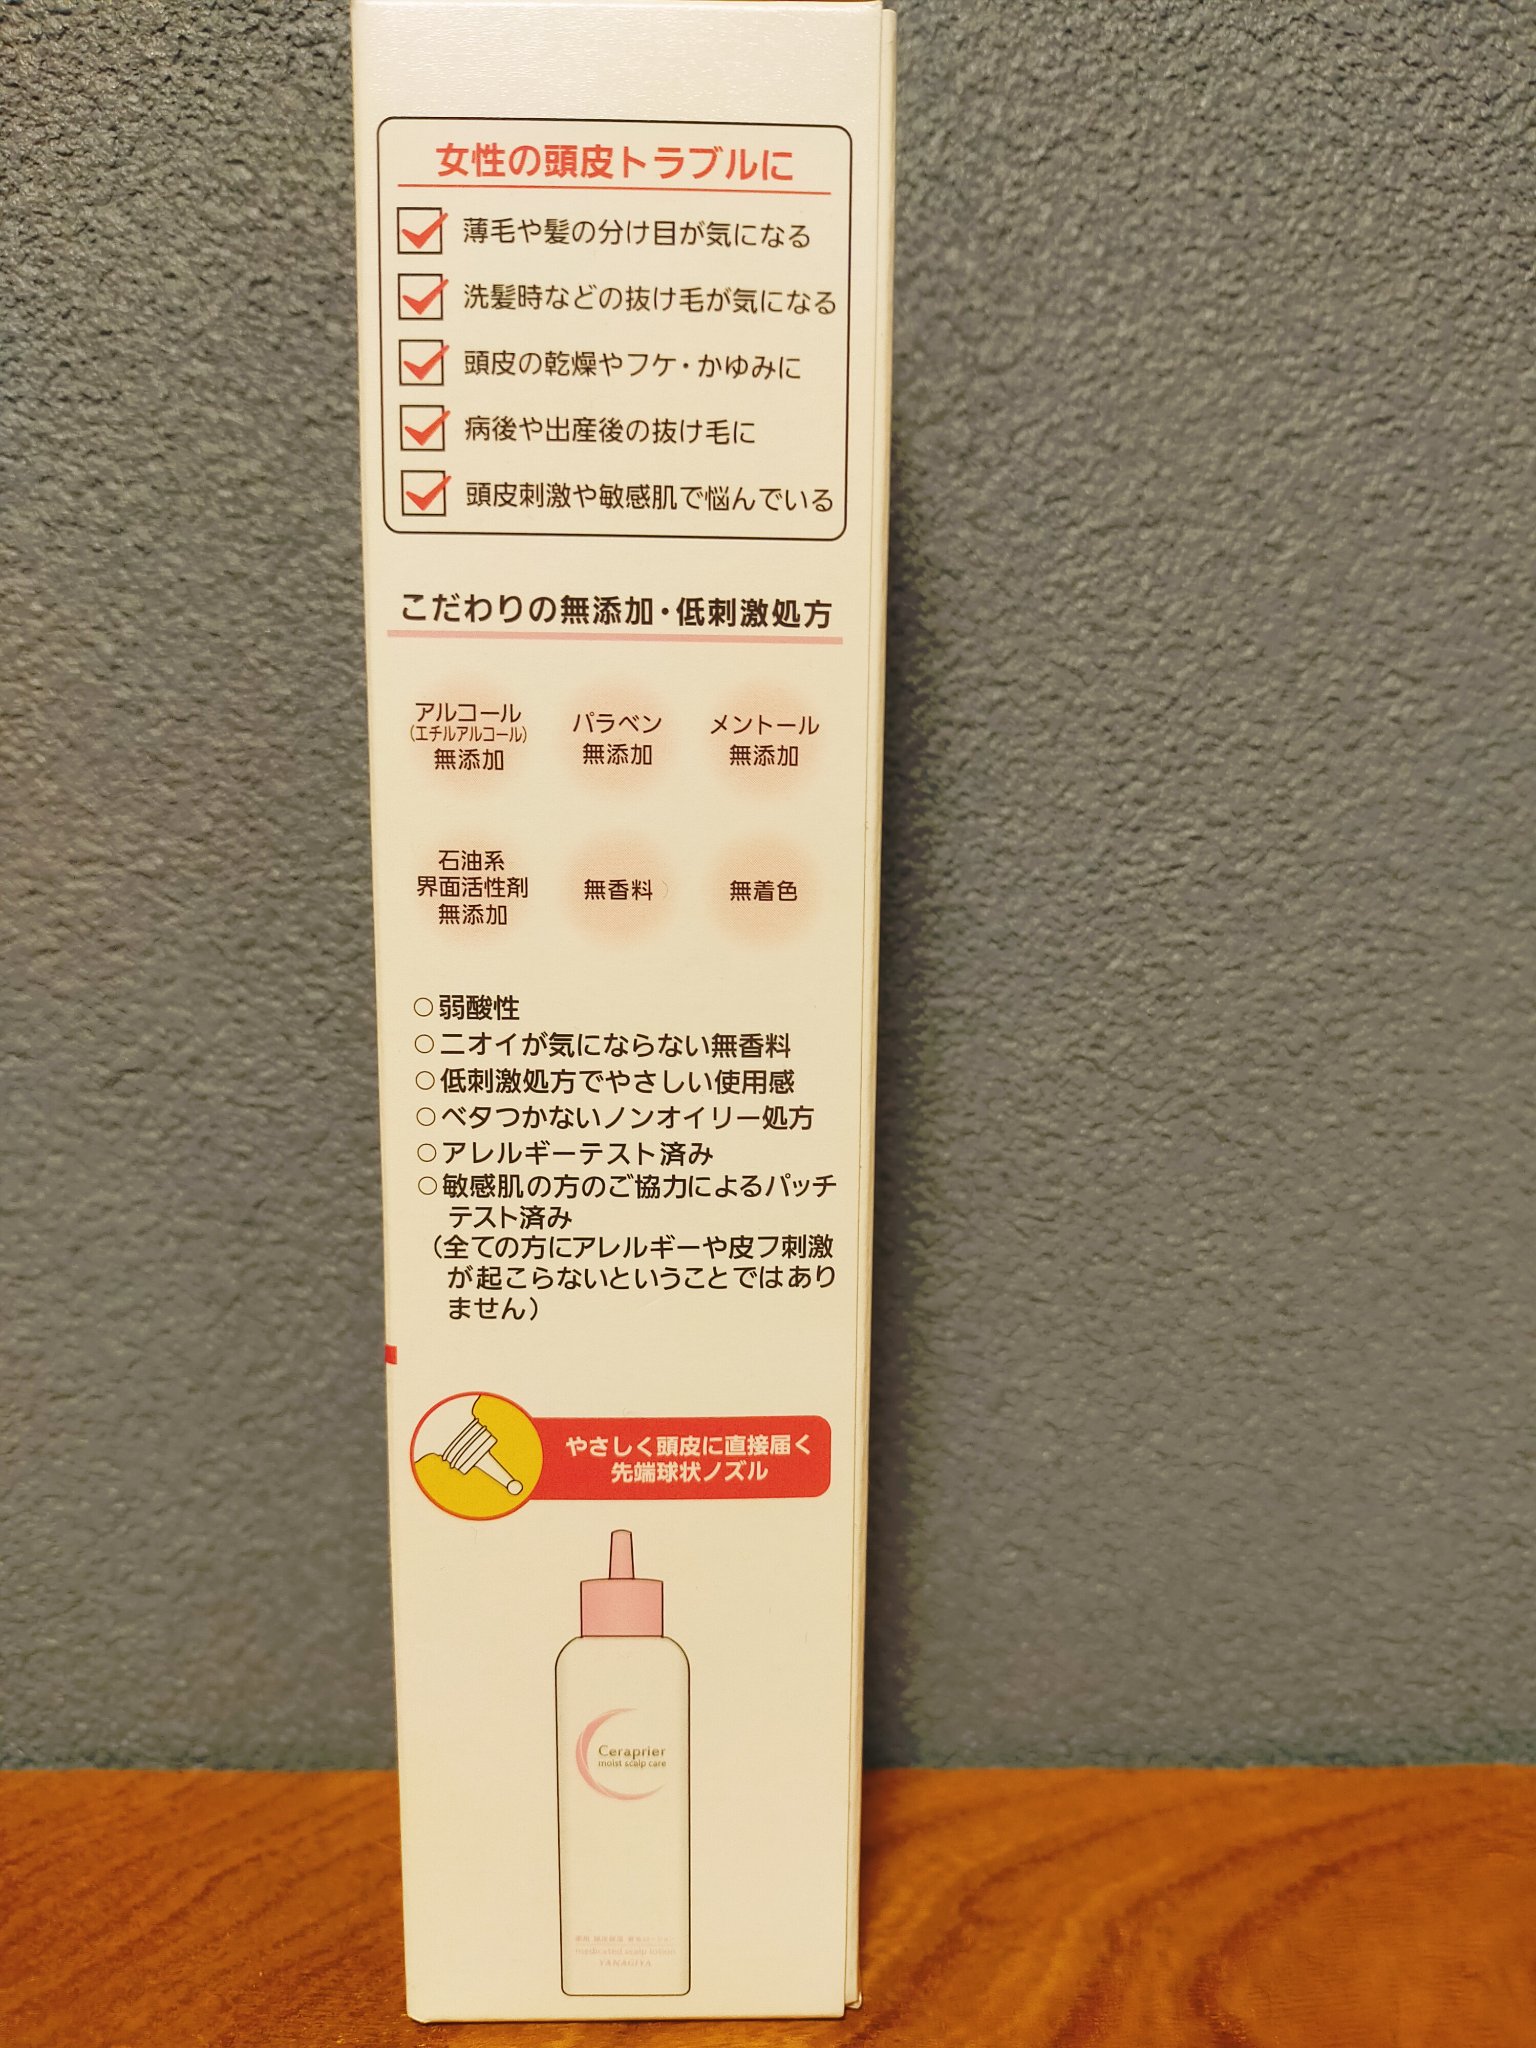 女性の頭皮トラブルに
薄毛や髪の分け目が気になる
洗髪時などの抜け毛が気になる
頭皮の乾燥やフケ・かゆみに
病後や出産後の抜け毛に
頭皮刺激や敏感肌で悩んでいる
こだわりの無添加・低刺激処方
アルコール
(エチルアルコール)
無添加
パラベン
無添加
メントール
無添加
石油系
界面活性剤
無添加
無香料
無着色
○弱酸性
○ニオイが気にならない無香料
○低刺激処方でやさしい使用感
○ベタつかないノンオイリー処方
○アレルギーテスト済み
○敏感肌の方のご協力によるパッチ
テスト済み
(全ての方にアレルギーや皮フ刺激
が起こらないということではあり
ません)
やさしく頭皮に直接届く
先端球状ノズル
Ceraprier
moist scalp care
medicated scalp lotion
YANAGIYA